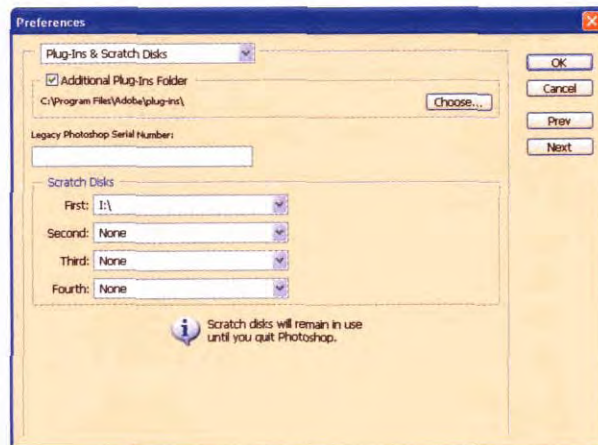 Preferences
Plug-Ins & Scratch Disks
Additional Plug-Ins Folder
C:\Program Files\Adobe\plug-ins\
Choose...
Legacy Photoshop Serial Number:
Scratch Disks
First: I:\
Second: None
Third: None
Fourth: None
Scratch disks will remain in use
until you quit Photoshop.
OK
Cancel
Prev
Next